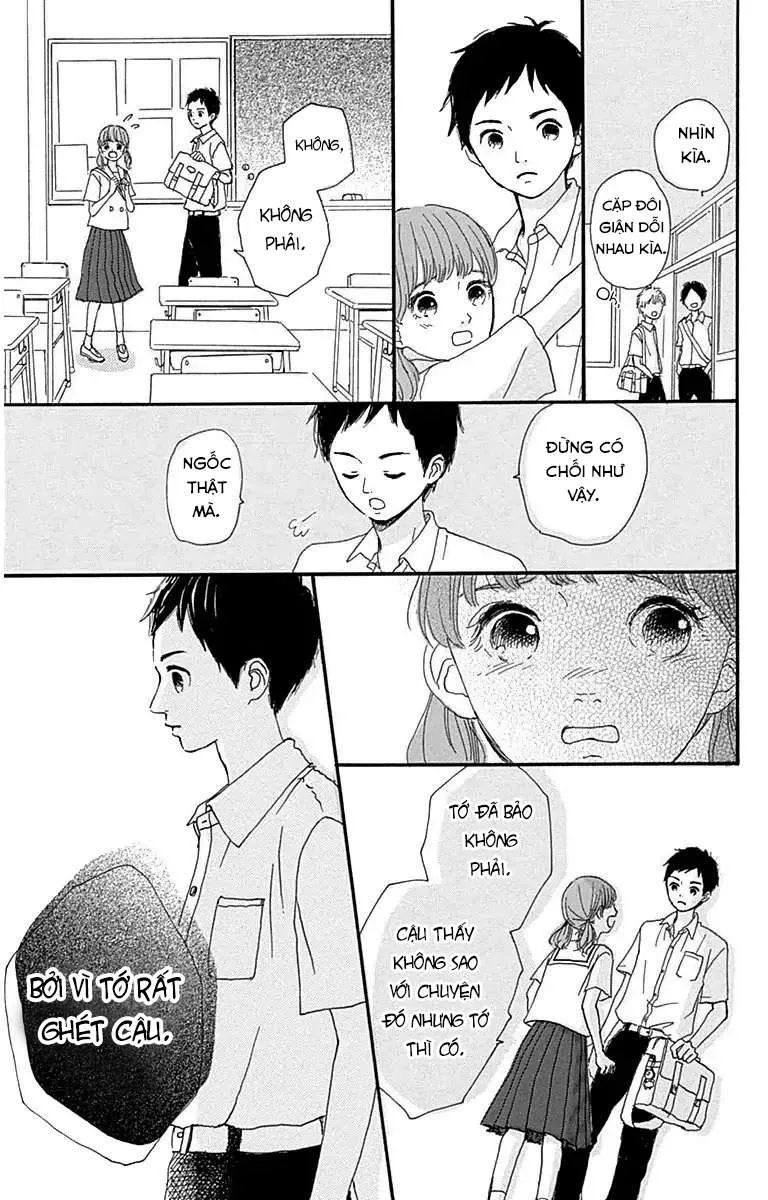 NHÌN
KÌA.
CẶP ĐÔI
GIẬN DỖI
NHAU KÌA.
KHÔNG,
KHÔNG
PHẢI.
ĐỪNG CÓ
CHỐI NHƯ
VẬY.
NGỐC
THẬT
MÀ.
TỚ ĐÃ BẢO
KHÔNG
PHẢI.
CẬU THẤY
KHÔNG SAO
VỚI CHUYỆN
ĐÓ NHƯNG TỚ
THÌ CÓ.
BỞI VÌ TỚ RẤT
GHÉT CẬU.